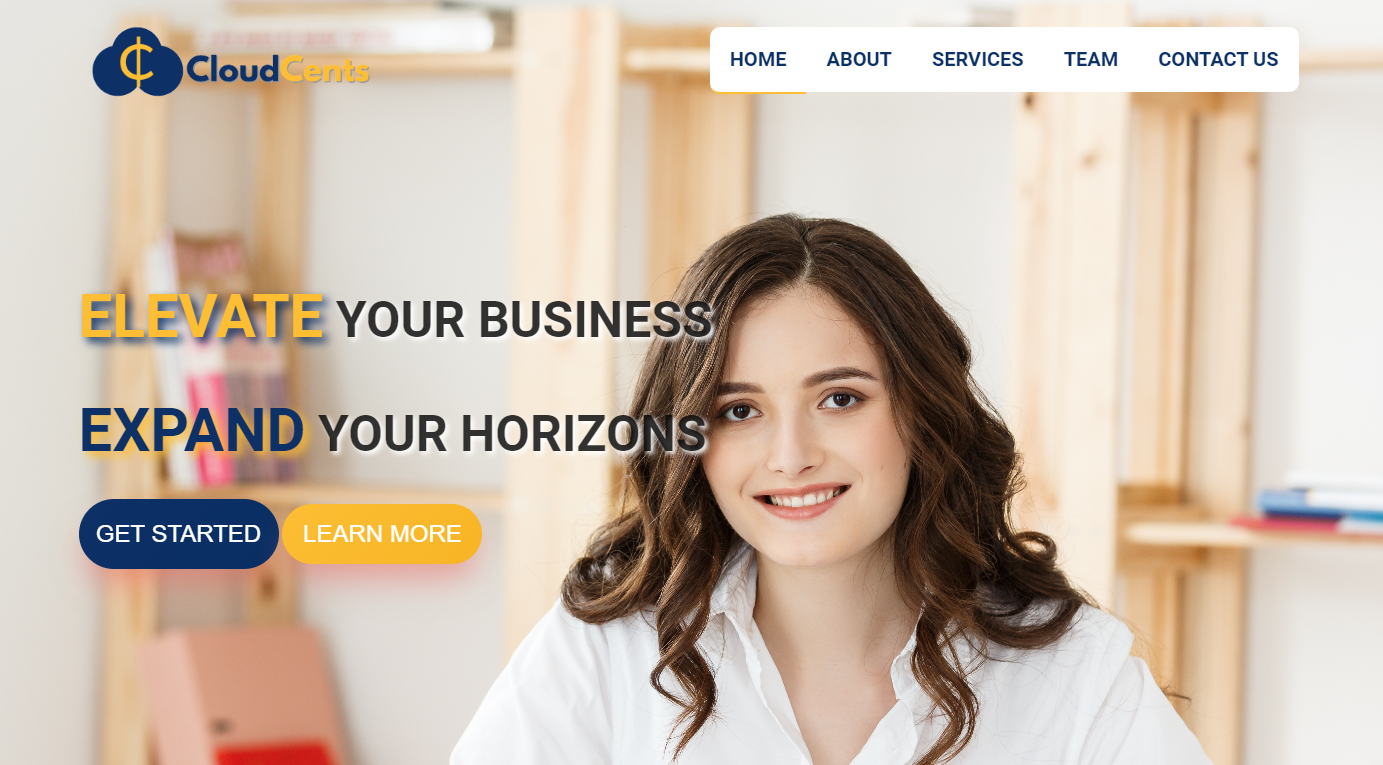 CloudCents
HOME ABOUT SERVICES TEAM CONTACT US
ELEVATE YOUR BUSINESS
EXPAND YOUR HORIZONS
GET STARTED LEARN MORE